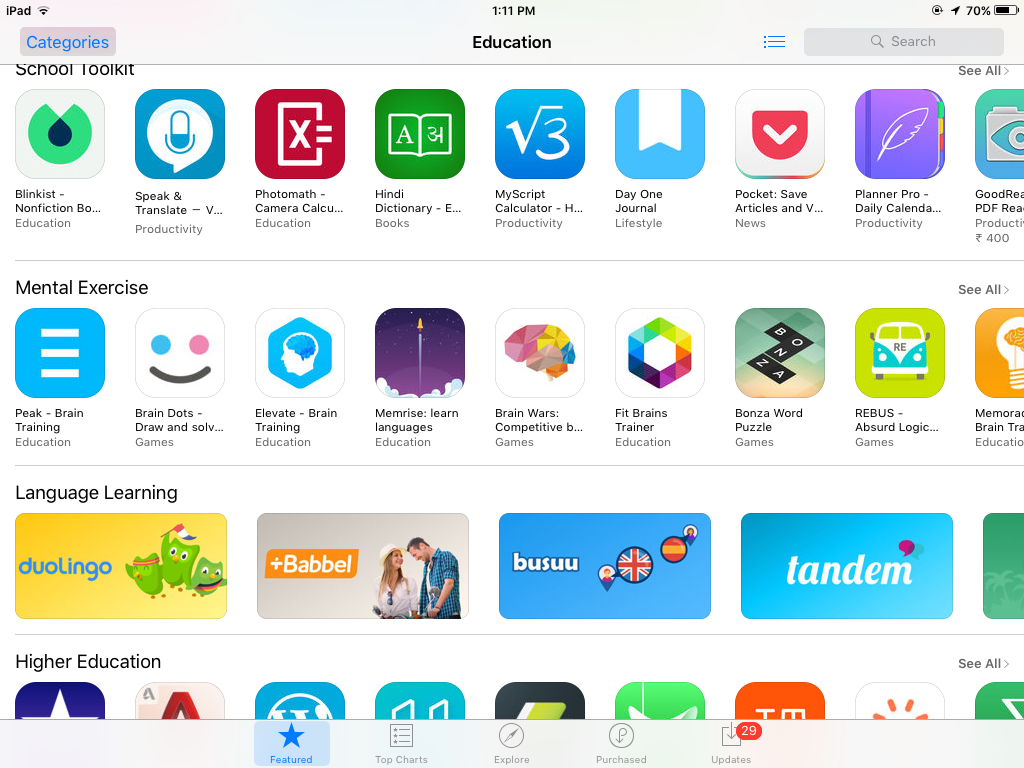 iPad 1:11 PM 70%
Categories Education Search
School Toolkit See All
X A अ √3
Blinkist - Speak & Photomath - Hindi MyScript Day One Pocket: Save Planner Pro - GoodRea
Nonfiction Bo... Translate – V... Camera Calcu... Dictionary - E... Calculator - H... Journal Articles and V... Daily Calenda... PDF Rea
Education Productivity Education Books Productivity Lifestyle News Productivity Producti
₹ 400
Mental Exercise See All
BONZA RE
Peak - Brain Brain Dots - Elevate - Brain Memrise: learn Brain Wars: Fit Brains Bonza Word REBUS - Memorad
Training Draw and solv... Training languages Competitive b... Trainer Puzzle Absurd Logic... Brain Tra
Education Games Education Education Games Education Games Games Educatio
Language Learning
duolingo +Babbel busuu tandem
Higher Education See All
A A W
29
Featured Top Charts Explore Purchased Updates